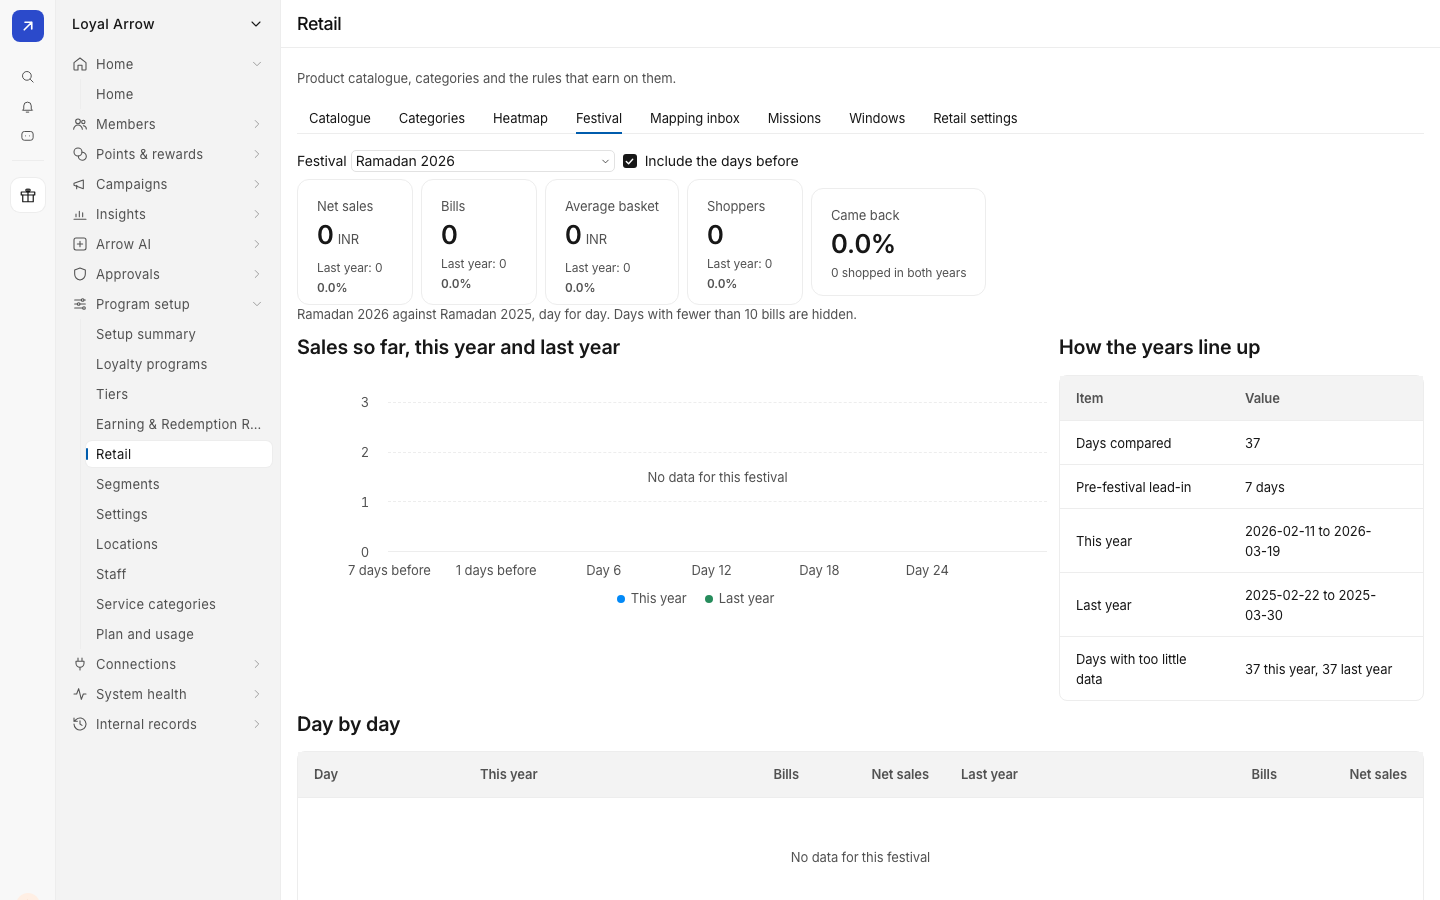 Loyal Arrow
Home
Home
Members
Points & rewards
Campaigns
Insights
Arrow AI
Approvals
Program setup
Setup summary
Loyalty programs
Tiers
Earning & Redemption R...
Retail
Segments
Settings
Locations
Staff
Service categories
Plan and usage
Connections
System health
Internal records
Retail
Product catalogue, categories and the rules that earn on them.
Catalogue Categories Heatmap Festival Mapping inbox Missions Windows Retail settings
Festival Ramadan 2026 Include the days before
Net sales
0 INR
Last year: 0
0.0%
Bills
0
Last year: 0
0.0%
Average basket
0 INR
Last year: 0
0.0%
Shoppers
0
Last year: 0
0.0%
Came back
0.0%
0 shopped in both years
Ramadan 2026 against Ramadan 2025, day for day. Days with fewer than 10 bills are hidden.
Sales so far, this year and last year
3
2
1
0
No data for this festival
7 days before 1 days before Day 6 Day 12 Day 18 Day 24
This year Last year
How the years line up
Item Value
Days compared 37
Pre-festival lead-in 7 days
This year 2026-02-11 to 2026-
03-19
Last year 2025-02-22 to 2025-
03-30
Days with too little
data 37 this year, 37 last year
Day by day
Day This year Bills Net sales Last year Bills Net sales
No data for this festival